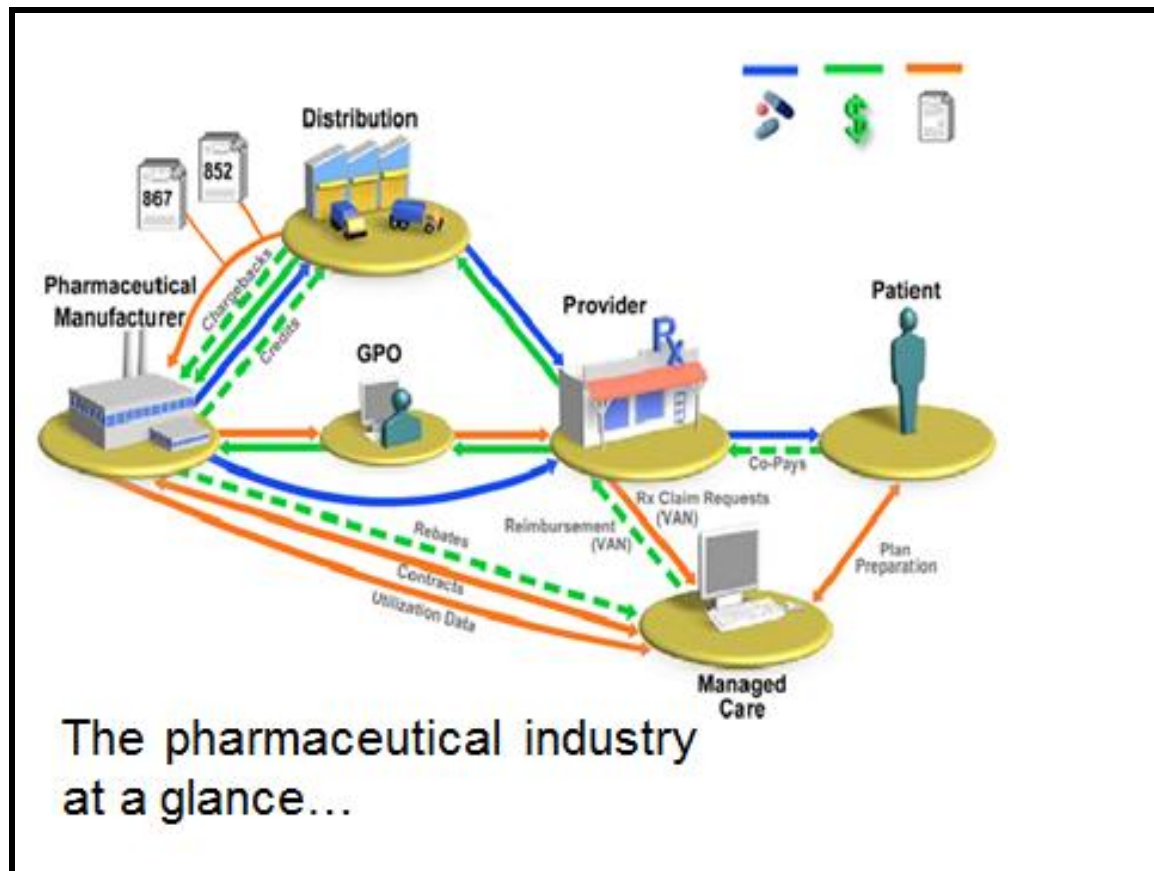 Distribution
852
867
Chargebacks
Credits
Pharmaceutical
Manufacturer
GPO
Provider
Rx
Patient
$
Co-Pays
Rx Claim Requests
(VAN)
Reimbursement
(VAN)
Plan
Preparation
Rebates
Contracts
Utilization Data
Managed
Care
The pharmaceutical industry
at a glance...